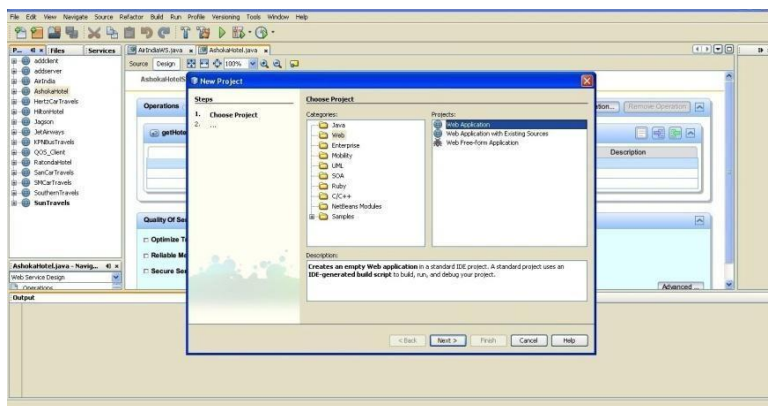 File Edit View Navigate Source Refactor Build Run Profile Versioning Tools Window Help
100%
P... Files Services
AirIndiaWS.java x AshokaHotel.java x
addclient
addserver
AirIndia
AshokaHotel
HertzCarTravels
HiltonHotel
Jagson
JetAirways
KPNBusTravels
QOS_Client
RatondaHotel
SanCarTravels
SMCarTravels
SouthernTravels
SunTravels
AshokaHotel.java - Navig...
Web Service Design
Operations
Output
Source Design
AshokaHotelS
Operations
getHote
Quality Of Se
Optimize T
Reliable Me
Secure Ser
New Project
Steps
1. Choose Project
2. ...
Choose Project
Categories:
Java
Web
Enterprise
Mobility
UML
SOA
Ruby
C/C++
NetBeans Modules
Samples
Projects:
Web Application
Web Application with Existing Sources
Web Free-form Application
Description:
Creates an empty Web application in a standard IDE project. A standard project uses an
IDE-generated build script to build, run, and debug your project.
< Back Next > Finish Cancel Help
ation... Remove Operation
Description
Advanced ...